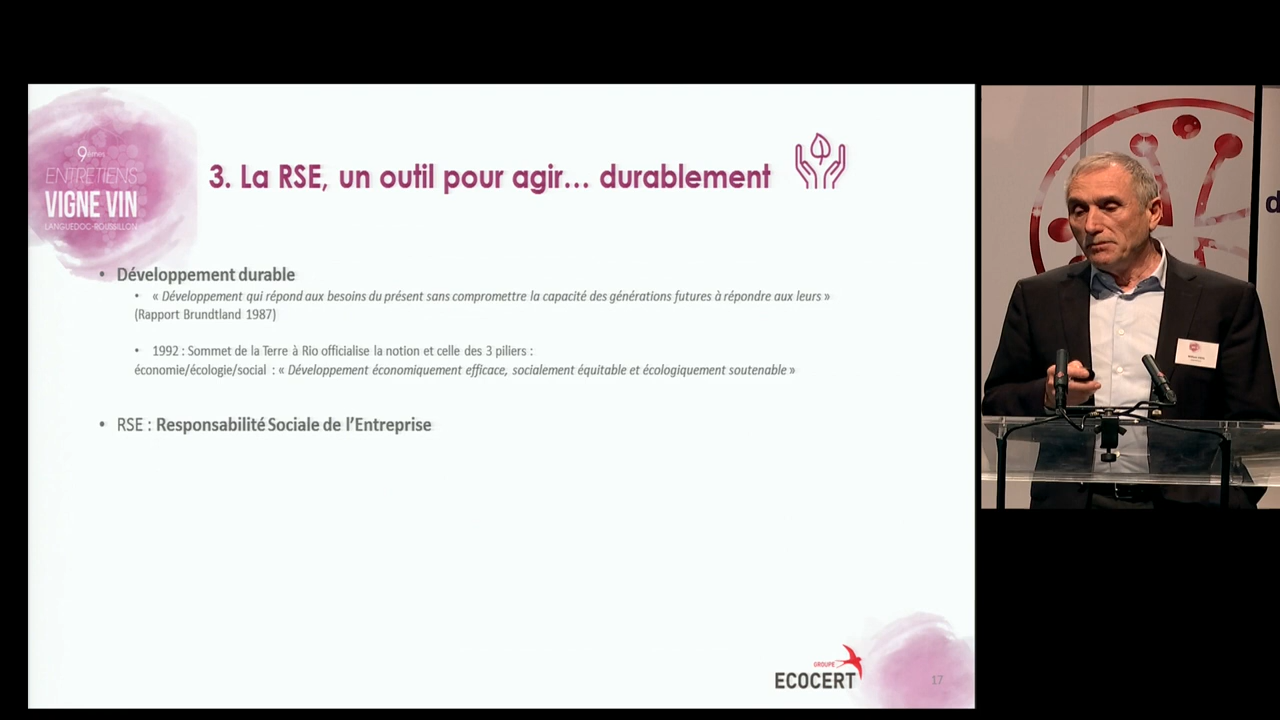 9èmes
ENTRETIENS
VIGNE VIN
LANGUEDOC-ROUSSILLON
3. La RSE, un outil pour agir... durablement
• Développement durable
• « Développement qui répond aux besoins du présent sans compromettre la capacité des générations futures à répondre aux leurs »
(Rapport Brundtland 1987)
• 1992 : Sommet de la Terre à Rio officialise la notion et celle des 3 piliers :
économie/écologie/social : « Développement économiquement efficace, socialement équitable et écologiquement soutenable »
• RSE : Responsabilité Sociale de l'Entreprise
GROUPE
ECOCERT
17
d